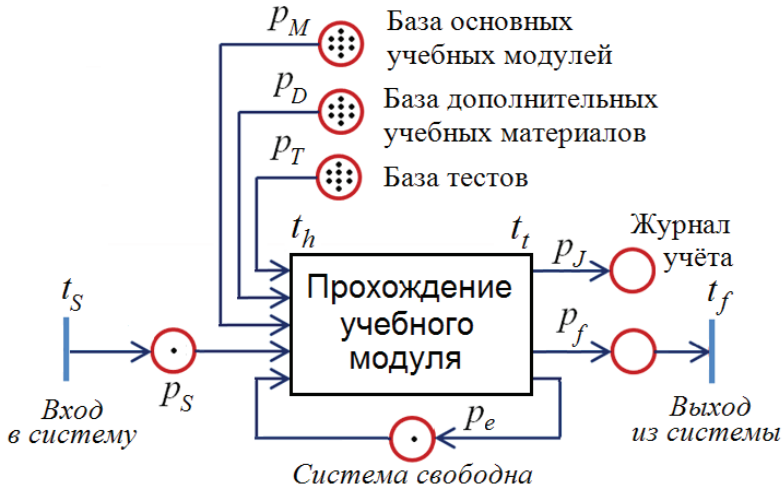 p_M
База основных
учебных модулей
p_D
База дополнительных
учебных материалов
p_T
База тестов
t_h
t_t
Журнал
учёта
p_J
t_S
t_f
Прохождение
учебного
модуля
p_f
p_S
Вход
в систему
p_e
Выход
из системы
Система свободна